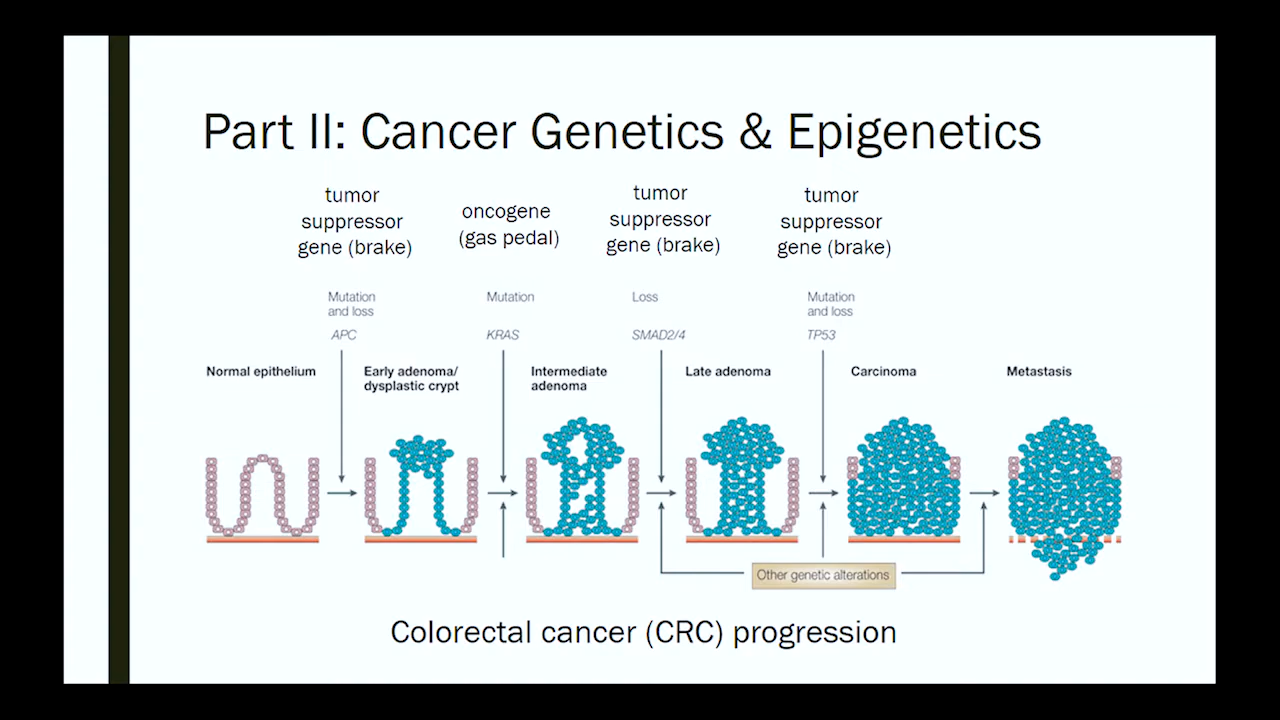 Part II: Cancer Genetics & Epigenetics
tumor
suppressor
gene (brake)
oncogene
(gas pedal)
tumor
suppressor
gene (brake)
tumor
suppressor
gene (brake)
Mutation
and loss
APC
Mutation
KRAS
Loss
SMAD2/4
Mutation
and loss
TP53
Normal epithelium
Early adenoma/
dysplastic crypt
Intermediate
adenoma
Late adenoma
Carcinoma
Metastasis
Other genetic alterations
Colorectal cancer (CRC) progression